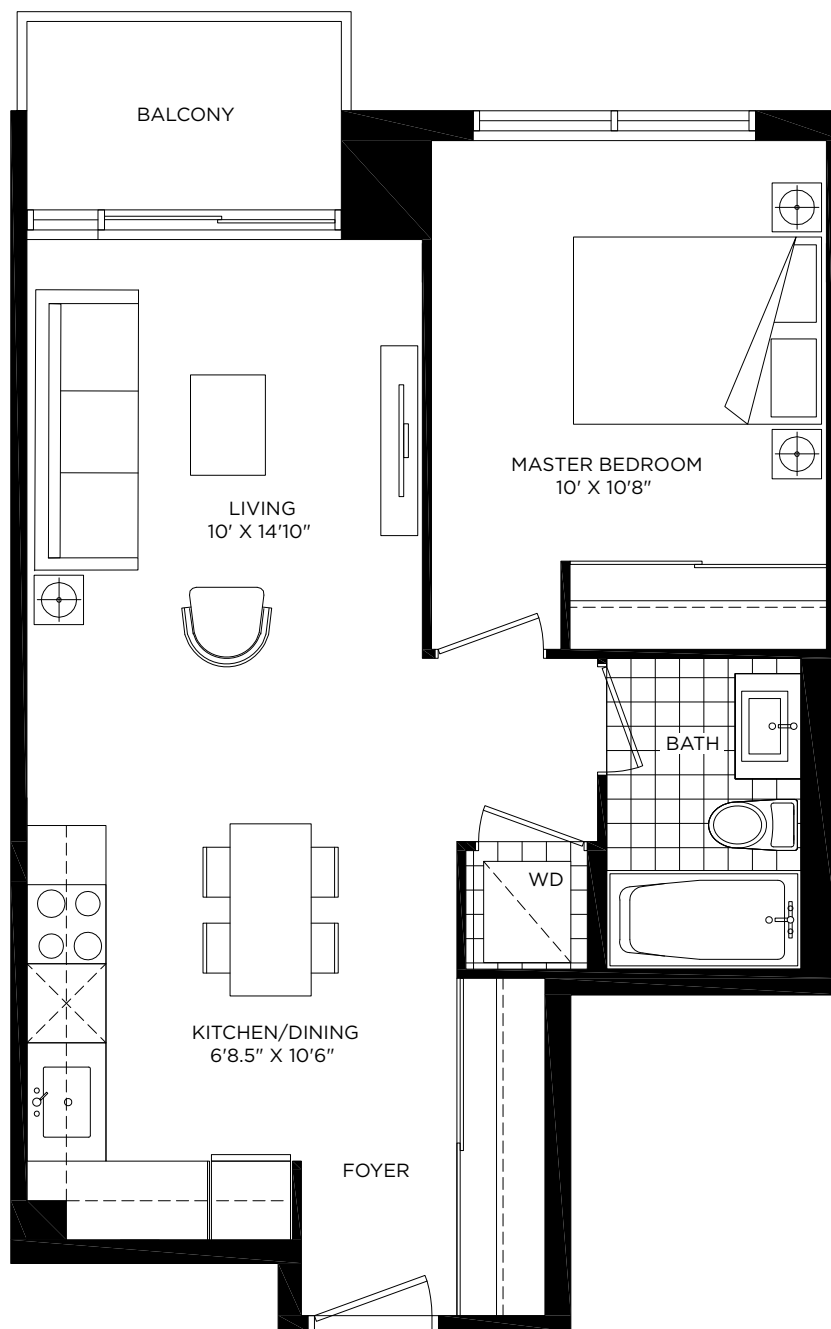 BALCONY
MASTER BEDROOM
10' X 10'8"
LIVING
10' X 14'10"
BATH
WD
KITCHEN/DINING
6'8.5" X 10'6"
FOYER